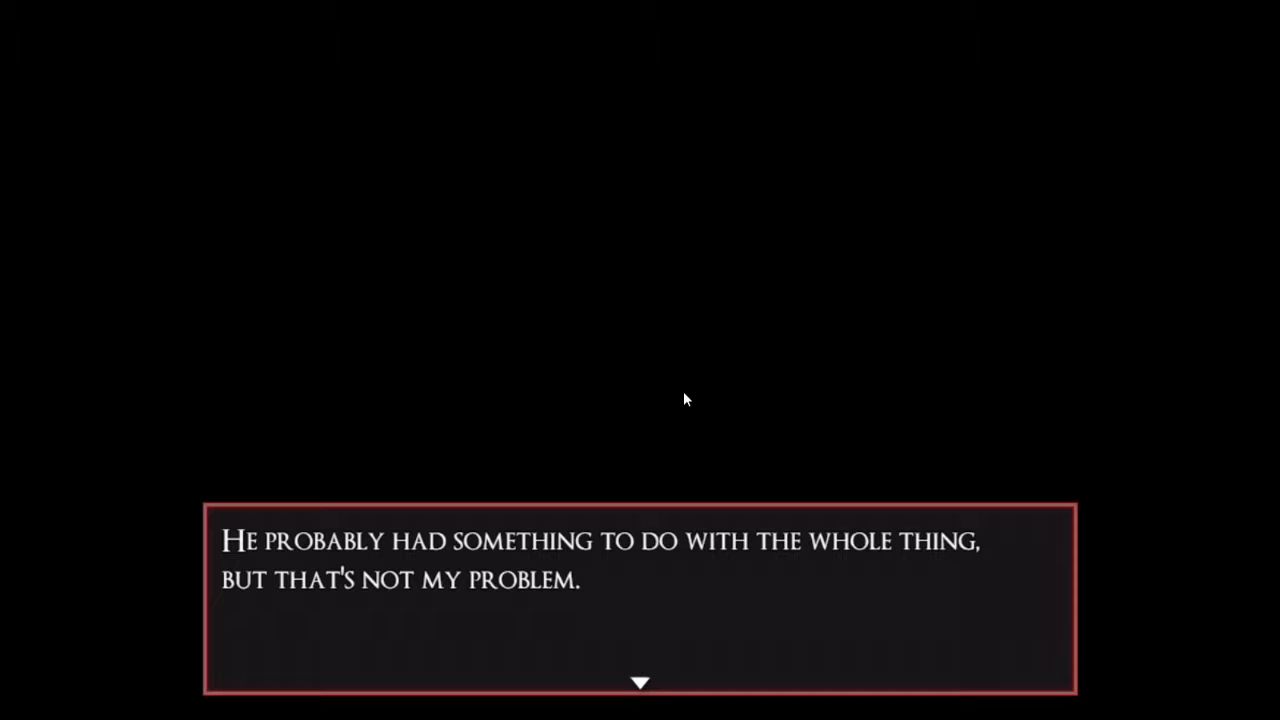 He probably had something to do with the whole thing,
but that's not my problem.